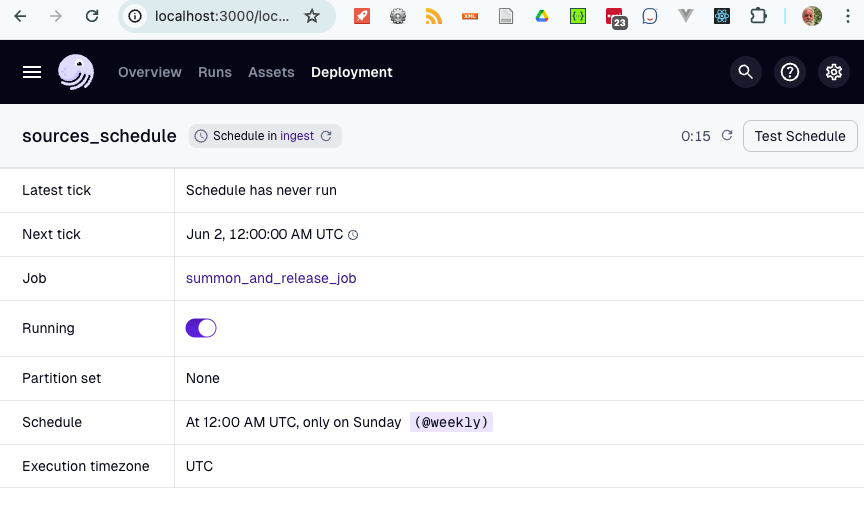 localhost:3000/loc...
XML
23
Overview Runs Assets Deployment
sources_schedule Schedule in ingest 0:15 Test Schedule
Latest tick Schedule has never run
Next tick Jun 2, 12:00:00 AM UTC
Job summon_and_release_job
Running
Partition set None
Schedule At 12:00 AM UTC, only on Sunday (@weekly)
Execution timezone UTC